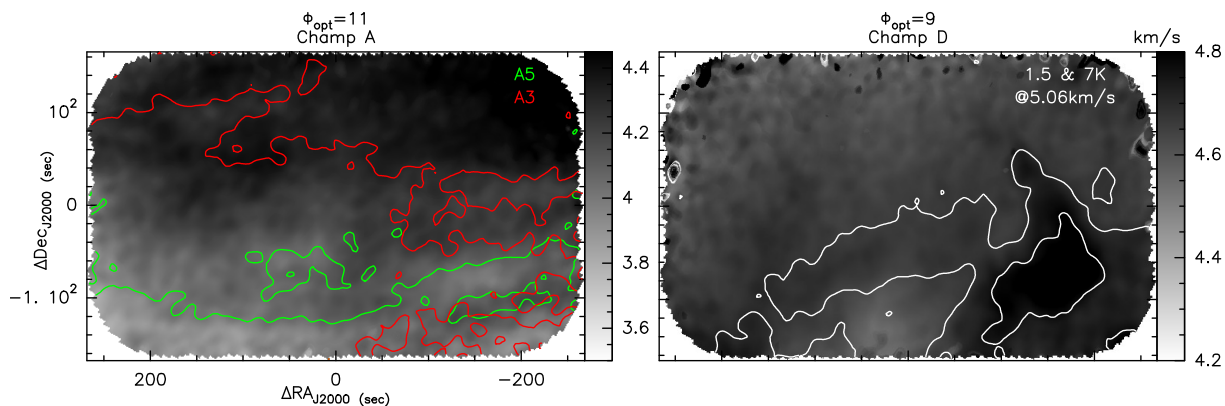 Φopt=11
Champ A
A5
A3
10²
0
−1. 10²
ΔDecJ2000 (sec)
200
0
−200
ΔRAJ2000 (sec)
4.4
4.2
4
3.8
3.6
Φopt=9
Champ D
km/s
1.5 & 7K
@5.06km/s
4.8
4.6
4.4
4.2